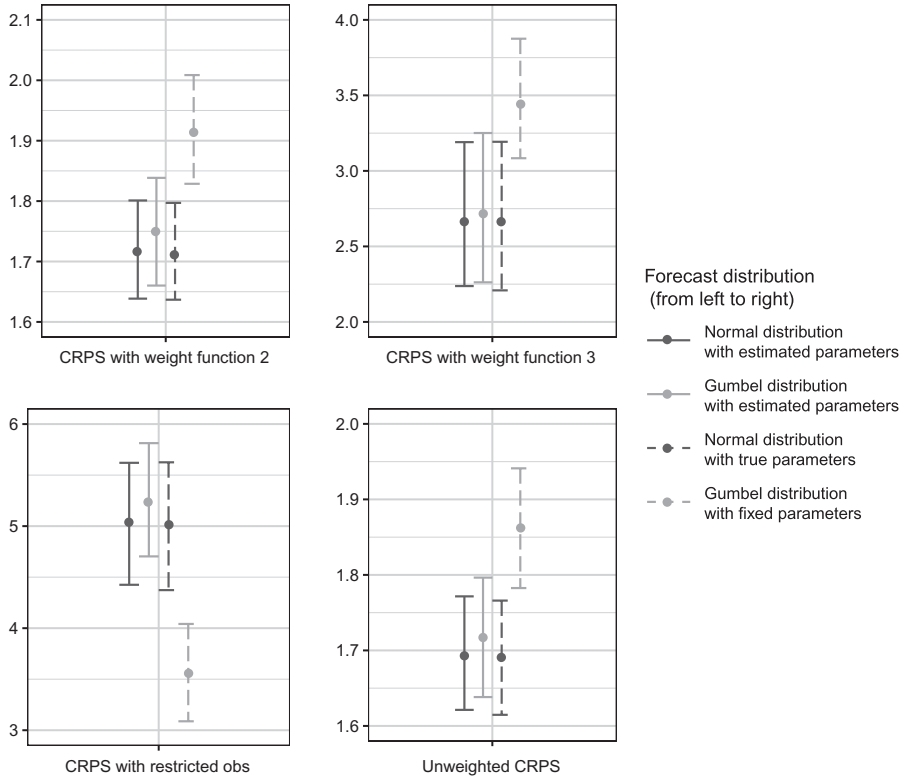 2.1
2.0
1.9
1.8
1.7
1.6
CRPS with weight function 2
4.0
3.5
3.0
2.5
2.0
CRPS with weight function 3
6
5
4
3
CRPS with restricted obs
2.0
1.9
1.8
1.7
1.6
Unweighted CRPS
Forecast distribution
(from left to right)
Normal distribution
with estimated parameters
Gumbel distribution
with estimated parameters
Normal distribution
with true parameters
Gumbel distribution
with fixed parameters